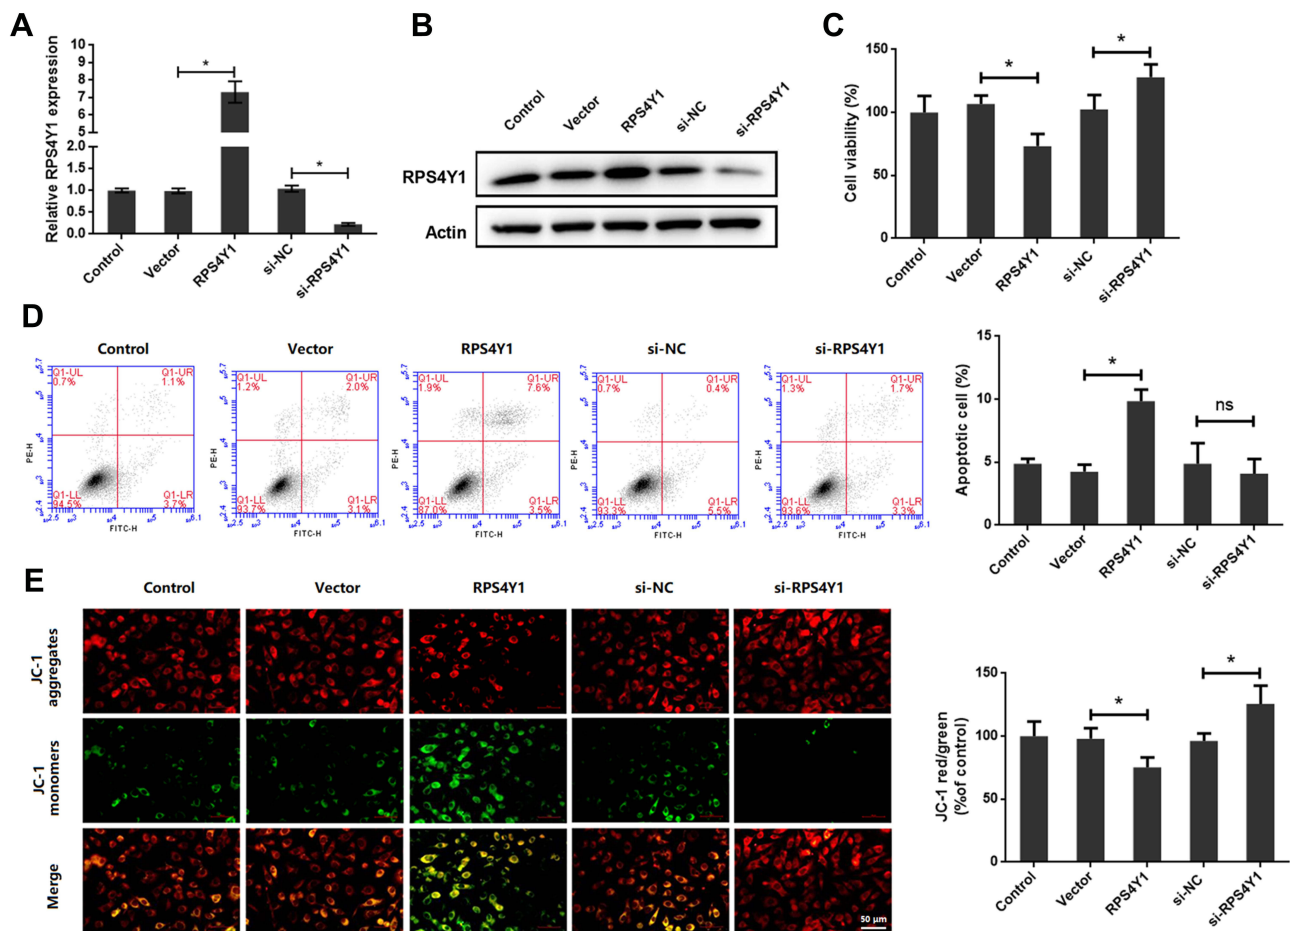 A
Relative RPS4Y1 expression
10
9
8
7
6
5
2.0
1.5
1.0
0.5
0.0
*
*
Control
Vector
RPS4Y1
si-NC
si-RPS4Y1
B
Control
Vector
RPS4Y1
si-NC
si-RPS4Y1
RPS4Y1
Actin
C
Cell viability (%)
150
100
50
0
*
*
Control
Vector
RPS4Y1
si-NC
si-RPS4Y1
D
Control
Q1-UL
0.7%
Q1-UR
1.1%
Q1-LL
94.5%
Q1-LR
3.7%
PE-H
FITC-H
Vector
Q1-UL
1.2%
Q1-UR
2.0%
Q1-LL
93.7%
Q1-LR
3.1%
PE-H
FITC-H
RPS4Y1
Q1-UL
1.9%
Q1-UR
7.6%
Q1-LL
87.0%
Q1-LR
3.5%
PE-H
FITC-H
si-NC
Q1-UL
0.7%
Q1-UR
0.4%
Q1-LL
93.3%
Q1-LR
5.5%
PE-H
FITC-H
si-RPS4Y1
Q1-UL
1.3%
Q1-UR
1.7%
Q1-LL
93.6%
Q1-LR
3.3%
PE-H
FITC-H
Apoptotic cell (%)
15
10
5
0
*
ns
Control
Vector
RPS4Y1
si-NC
si-RPS4Y1
E
Control
Vector
RPS4Y1
si-NC
si-RPS4Y1
JC-1
aggregates
JC-1
monomers
Merge
50 μm
JC-1 red/green
(%of control)
150
100
50
0
*
*
Control
Vector
RPS4Y1
si-NC
si-RPS4Y1